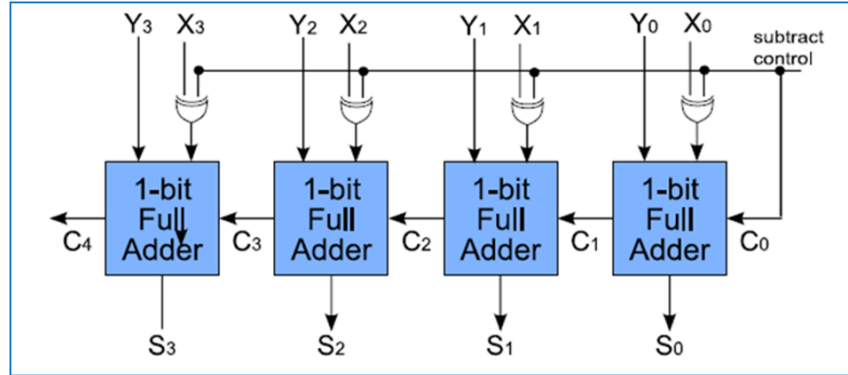 Y3 X3 Y2 X2 Y1 X1 Y0 X0
subtract
control
1-bit 1-bit 1-bit 1-bit
Full Full Full Full
Adder Adder Adder Adder
C4 C3 C2 C1 C0
S3 S2 S1 S0